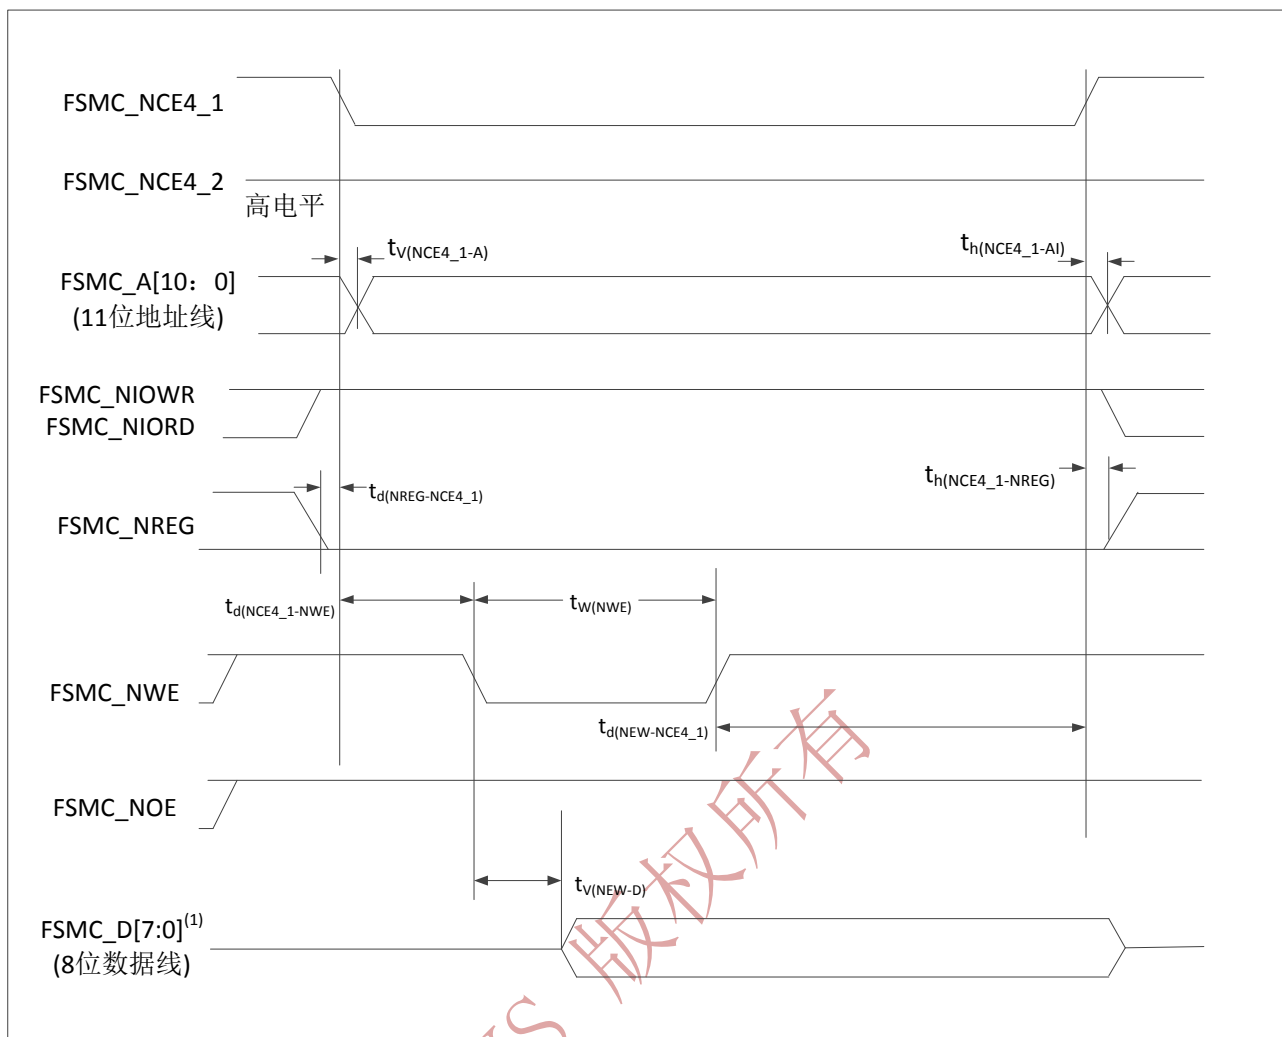 FSMC_NCE4_1
FSMC_NCE4_2
高电平
tV(NCE4_1-A)
th(NCE4_1-AI)
FSMC_A[10：0]
(11位地址线)
FSMC_NIOWR
FSMC_NIORD
td(NREG-NCE4_1)
th(NCE4_1-NREG)
FSMC_NREG
td(NCE4_1-NWE)
tW(NWE)
FSMC_NWE
td(NEW-NCE4_1)
FSMC_NOE
tV(NEW-D)
FSMC_D[7:0](1)
(8位数据线)
版权所有